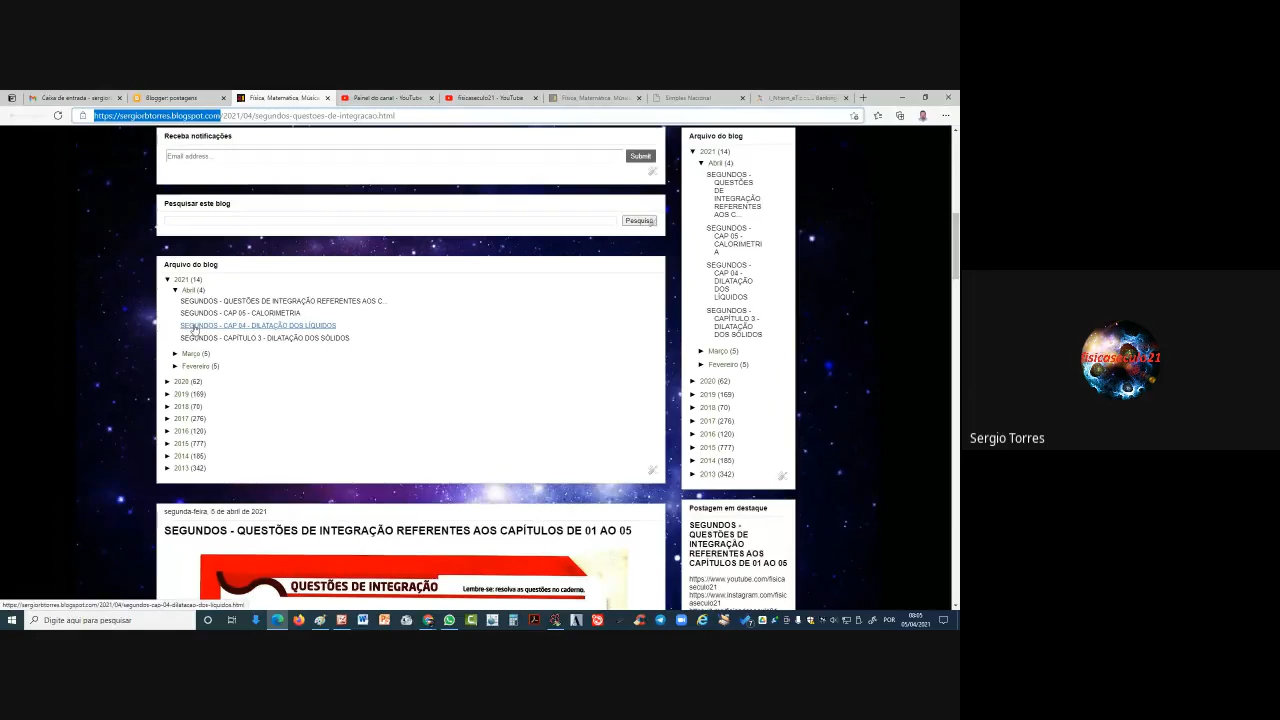 Caixa de entrada - sergior
Blogger: postagens
Física, Matemática, Música
Painel do canal - YouTube
fisicaseculo21 - YouTube
Física, Matemática, Música
Simples Nacional
Banking
https://sergiorbtorres.blogspot.com/2021/04/segundos-questoes-de-integracao.html
Receba notificações
Email address...
Submit
Pesquisar este blog
Pesquisa
Arquivo do blog
▼ 2021 (14)
▼ Abril (4)
SEGUNDOS - QUESTÕES DE INTEGRAÇÃO REFERENTES AOS C...
SEGUNDOS - CAP 05 - CALORIMETRIA
SEGUNDOS - CAP 04 - DILATAÇÃO DOS LÍQUIDOS
SEGUNDOS - CAPÍTULO 3 - DILATAÇÃO DOS SÓLIDOS
► Março (5)
► Fevereiro (5)
► 2020 (62)
► 2019 (169)
► 2018 (70)
► 2017 (276)
► 2016 (120)
► 2015 (777)
► 2014 (185)
► 2013 (342)
segunda-feira, 5 de abril de 2021
SEGUNDOS - QUESTÕES DE INTEGRAÇÃO REFERENTES AOS CAPÍTULOS DE 01 AO 05
QUESTÕES DE INTEGRAÇÃO
Lembre-se: resolva as questões no caderno.
Arquivo do blog
▼ 2021 (14)
▼ Abril (4)
SEGUNDOS -
QUESTÕES
DE
INTEGRAÇÃO
REFERENTES
AOS C...
SEGUNDOS -
CAP 05 -
CALORIMETRI
A
SEGUNDOS -
CAP 04 -
DILATAÇÃO
DOS
LÍQUIDOS
SEGUNDOS -
CAPÍTULO 3 -
DILATAÇÃO
DOS SÓLIDOS
► Março (5)
► Fevereiro (5)
► 2020 (62)
► 2019 (169)
► 2018 (70)
► 2017 (276)
► 2016 (120)
► 2015 (777)
► 2014 (185)
► 2013 (342)
Postagem em destaque
SEGUNDOS -
QUESTÕES DE
INTEGRAÇÃO
REFERENTES AOS
CAPÍTULOS DE 01 AO 05
https://www.youtube.com/fisica
seculo21
https://www.instagram.com/fisic
aseculo21
https://sergiorbtorres.blogspot.com/2021/04/segundos-cap-04-dilatacao-dos-liquidos.html
Digite aqui para pesquisar
POR
08:05
05/04/2021
fisicaseculo21
Sergio Torres